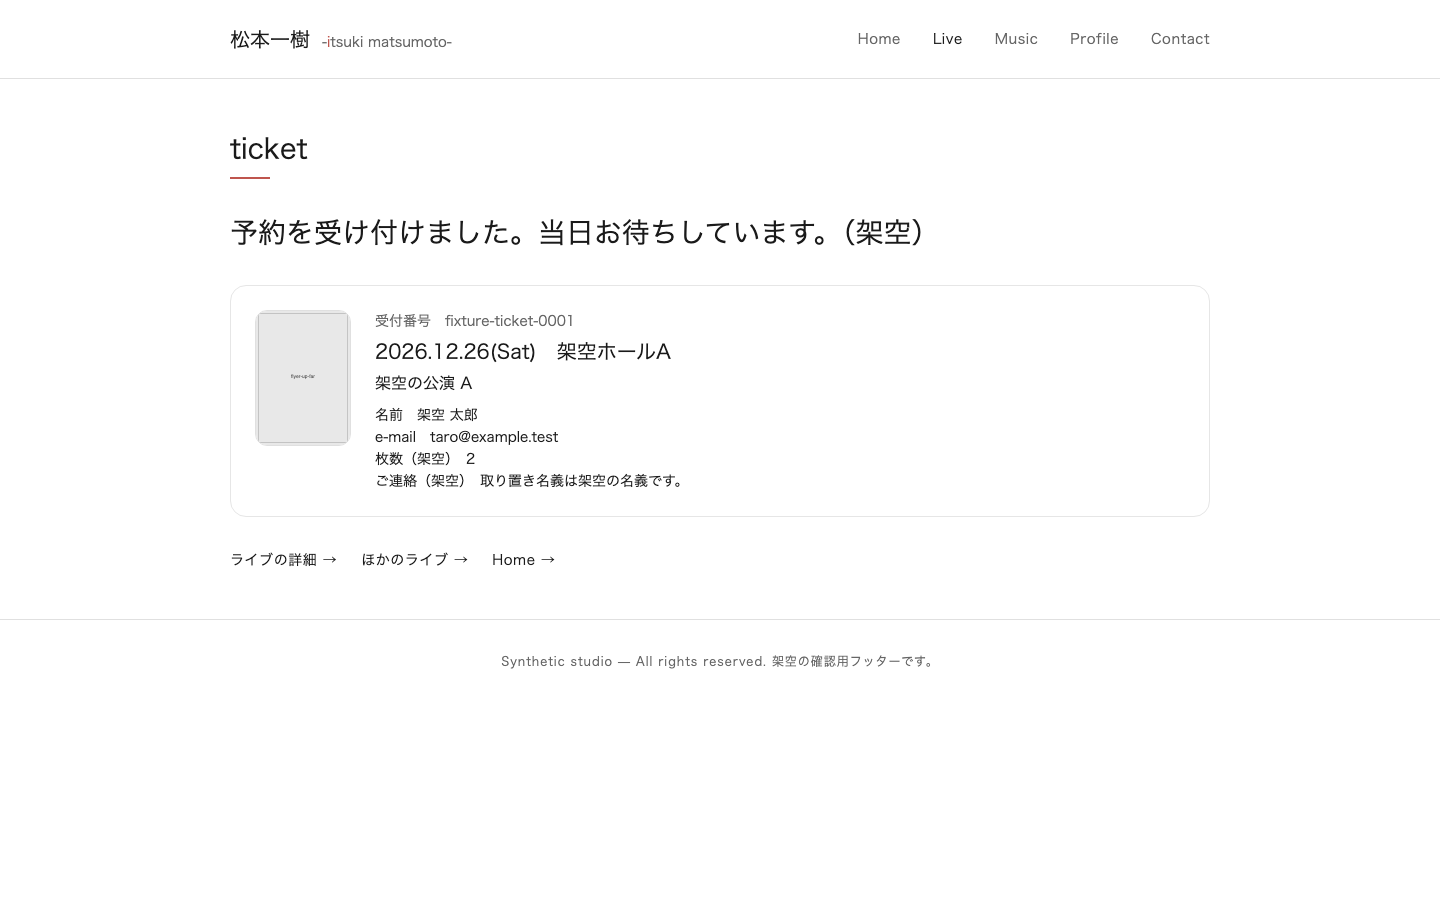 松本一樹 -itsuki matsumoto-
Home Live Music Profile Contact
ticket
予約を受け付けました。当日お待ちしています。（架空）
受付番号 fixture-ticket-0001
2026.12.26(Sat) 架空ホールA
架空の公演 A
flyer-up-far
名前 架空 太郎
e-mail taro@example.test
枚数（架空） 2
ご連絡（架空） 取り置き名義は架空の名義です。
ライブの詳細 → ほかのライブ → Home →
Synthetic studio — All rights reserved. 架空の確認用フッターです。